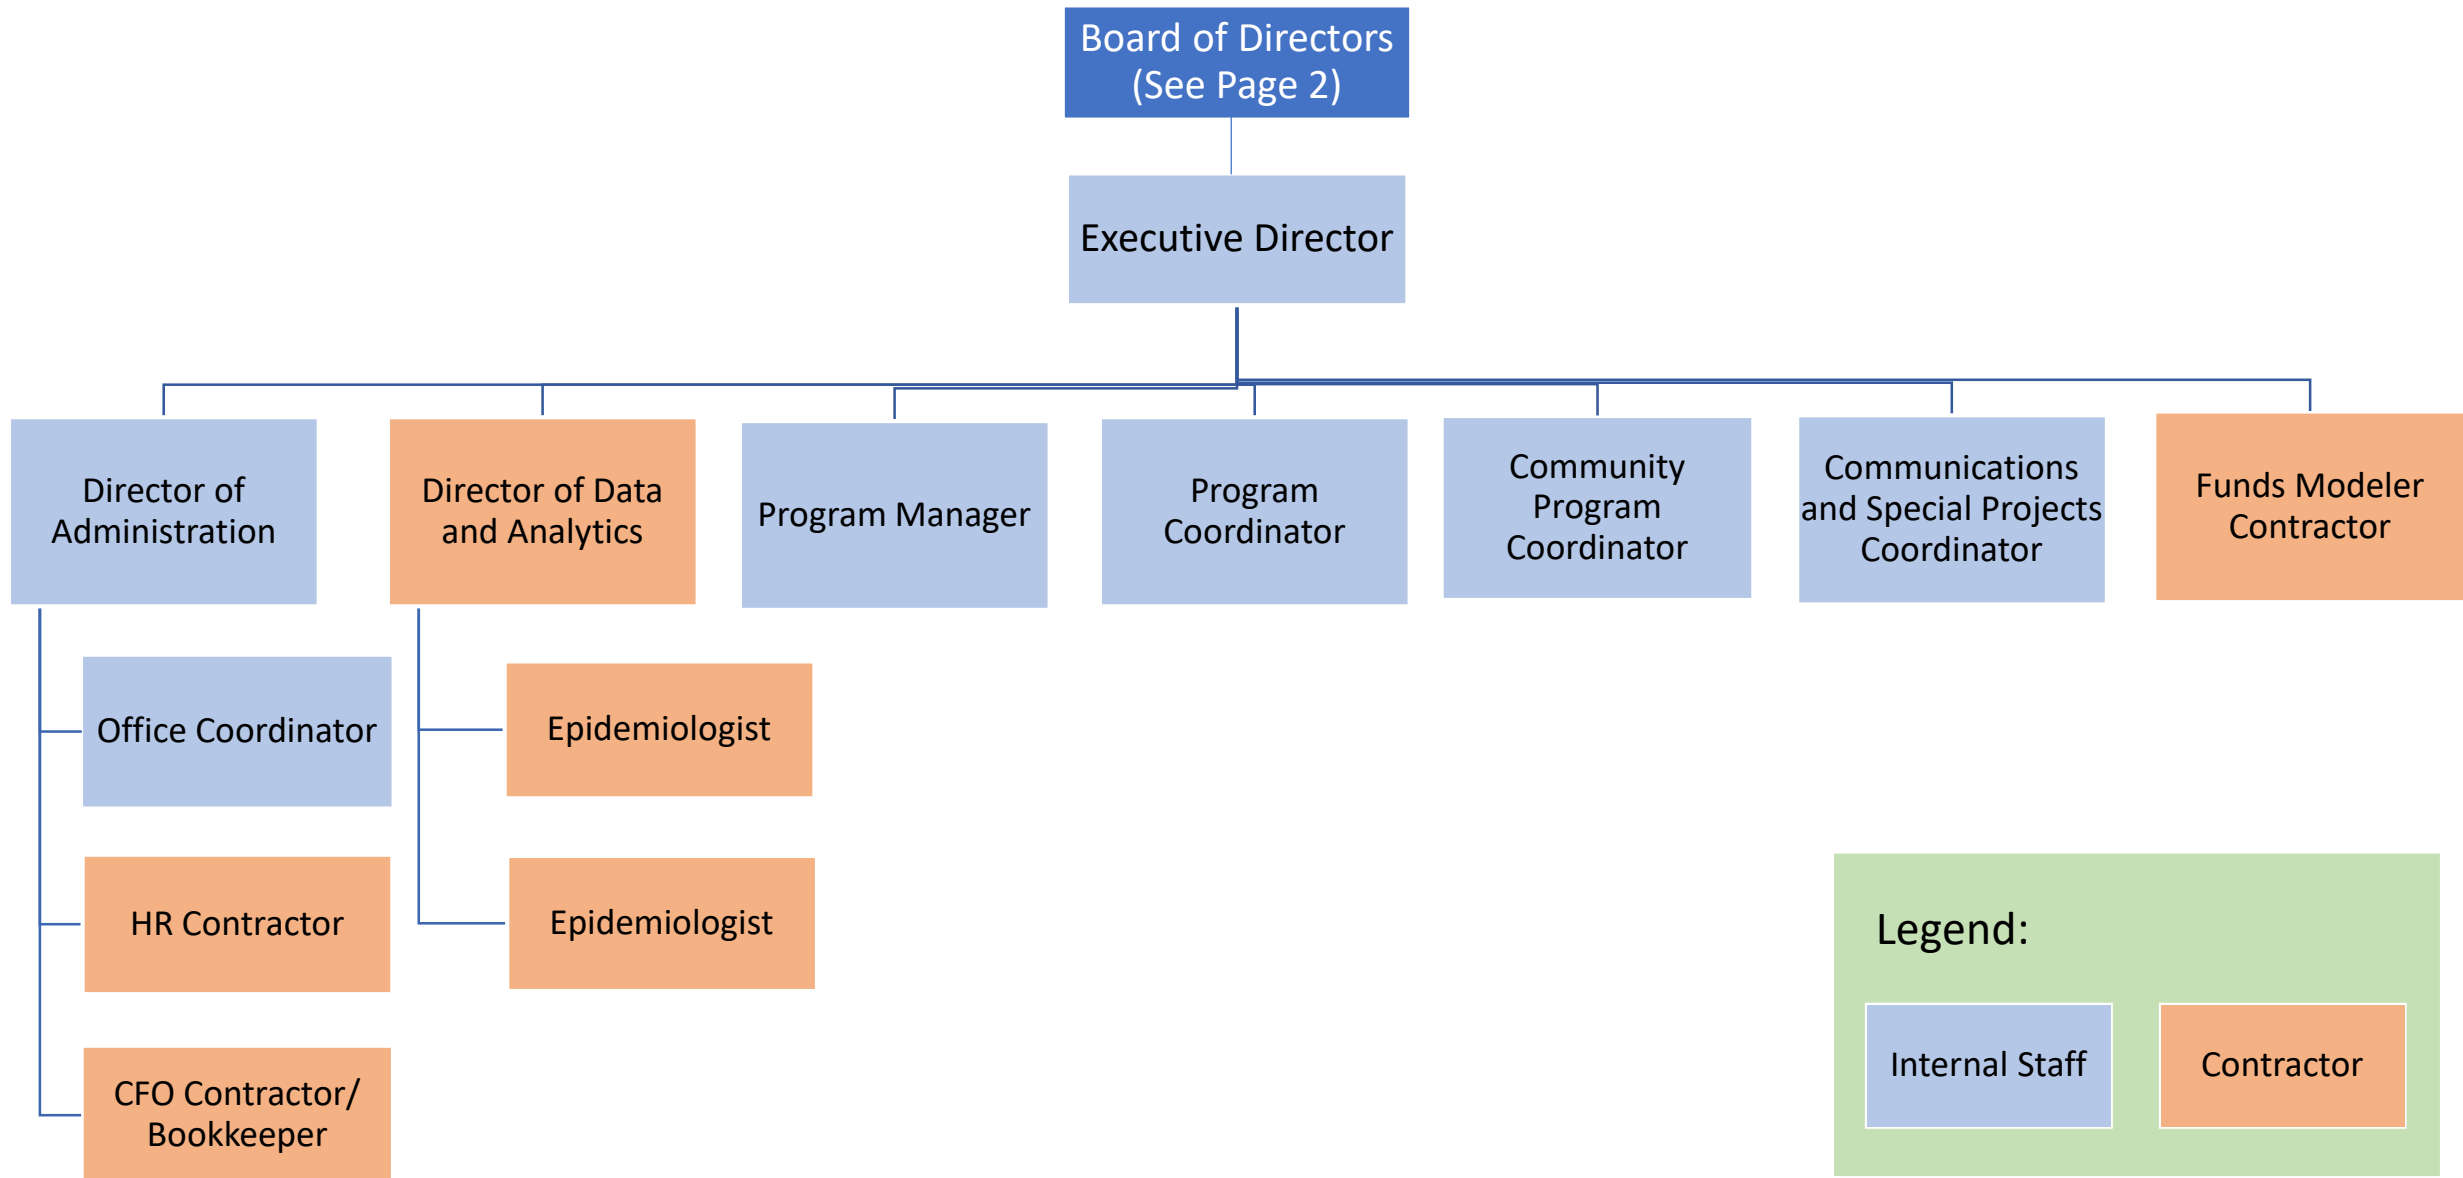 Board of Directors
(See Page 2)
Executive Director
Director of
Administration
Director of Data
and Analytics
Program Manager
Program
Coordinator
Community
Program
Coordinator
Communications
and Special Projects
Coordinator
Funds Modeler
Contractor
Office Coordinator
Epidemiologist
HR Contractor
Epidemiologist
CFO Contractor/
Bookkeeper
Legend:
Internal Staff
Contractor